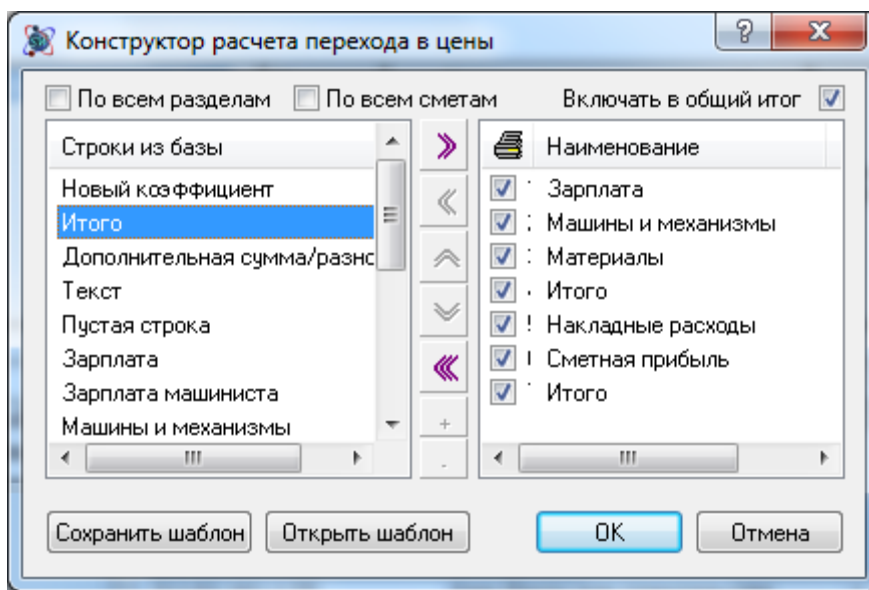 Конструктор расчета перехода в цены
По всем разделам По всем сметам Включать в общий итог
Строки из базы
Новый коэффициент
Итого
Дополнительная сумма/разно
Текст
Пустая строка
Зарплата
Зарплата машиниста
Машины и механизмы
Наименование
Зарплата
Машины и механизмы
Материалы
Итого
Накладные расходы
Сметная прибыль
Итого
Сохранить шаблон Открыть шаблон OK Отмена